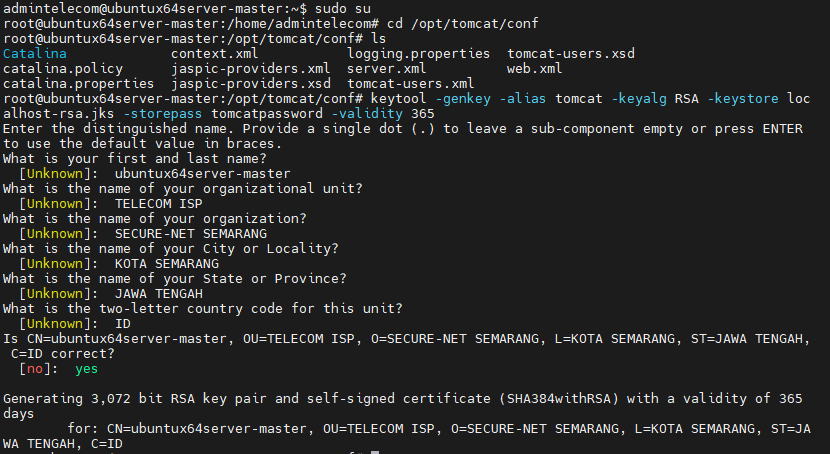 admintelecom@ubuntux64server-master:~$ sudo su
root@ubuntux64server-master:/home/admintelecom# cd /opt/tomcat/conf
root@ubuntux64server-master:/opt/tomcat/conf# ls
Catalina             context.xml           logging.properties  tomcat-users.xsd
catalina.policy      jaspic-providers.xml  server.xml          web.xml
catalina.properties  jaspic-providers.xsd  tomcat-users.xml
root@ubuntux64server-master:/opt/tomcat/conf# keytool -genkey -alias tomcat -keyalg RSA -keystore loc
alhost-rsa.jks -storepass tomcatpassword -validity 365
Enter the distinguished name. Provide a single dot (.) to leave a sub-component empty or press ENTER
to use the default value in braces.
What is your first and last name?
  [Unknown]:  ubuntux64server-master
What is the name of your organizational unit?
  [Unknown]:  TELECOM ISP
What is the name of your organization?
  [Unknown]:  SECURE-NET SEMARANG
What is the name of your City or Locality?
  [Unknown]:  KOTA SEMARANG
What is the name of your State or Province?
  [Unknown]:  JAWA TENGAH
What is the two-letter country code for this unit?
  [Unknown]:  ID
Is CN=ubuntux64server-master, OU=TELECOM ISP, O=SECURE-NET SEMARANG, L=KOTA SEMARANG, ST=JAWA TENGAH,
 C=ID correct?
  [no]:  yes

Generating 3,072 bit RSA key pair and self-signed certificate (SHA384withRSA) with a validity of 365
days
        for: CN=ubuntux64server-master, OU=TELECOM ISP, O=SECURE-NET SEMARANG, L=KOTA SEMARANG, ST=JA
WA TENGAH, C=ID